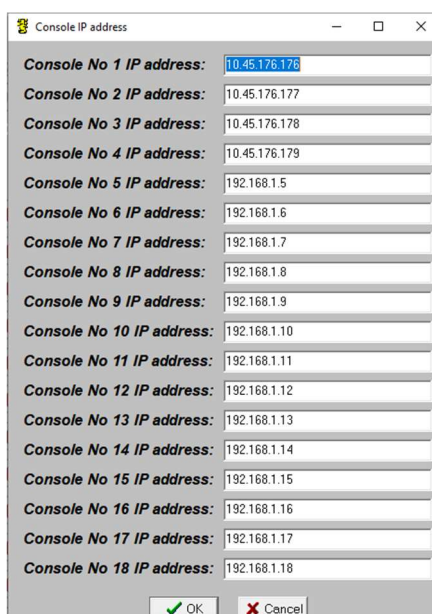 Console IP address
Console No 1 IP address: 10.45.176.176
Console No 2 IP address: 10.45.176.177
Console No 3 IP address: 10.45.176.178
Console No 4 IP address: 10.45.176.179
Console No 5 IP address: 192.168.1.5
Console No 6 IP address: 192.168.1.6
Console No 7 IP address: 192.168.1.7
Console No 8 IP address: 192.168.1.8
Console No 9 IP address: 192.168.1.9
Console No 10 IP address: 192.168.1.10
Console No 11 IP address: 192.168.1.11
Console No 12 IP address: 192.168.1.12
Console No 13 IP address: 192.168.1.13
Console No 14 IP address: 192.168.1.14
Console No 15 IP address: 192.168.1.15
Console No 16 IP address: 192.168.1.16
Console No 17 IP address: 192.168.1.17
Console No 18 IP address: 192.168.1.18
OK Cancel